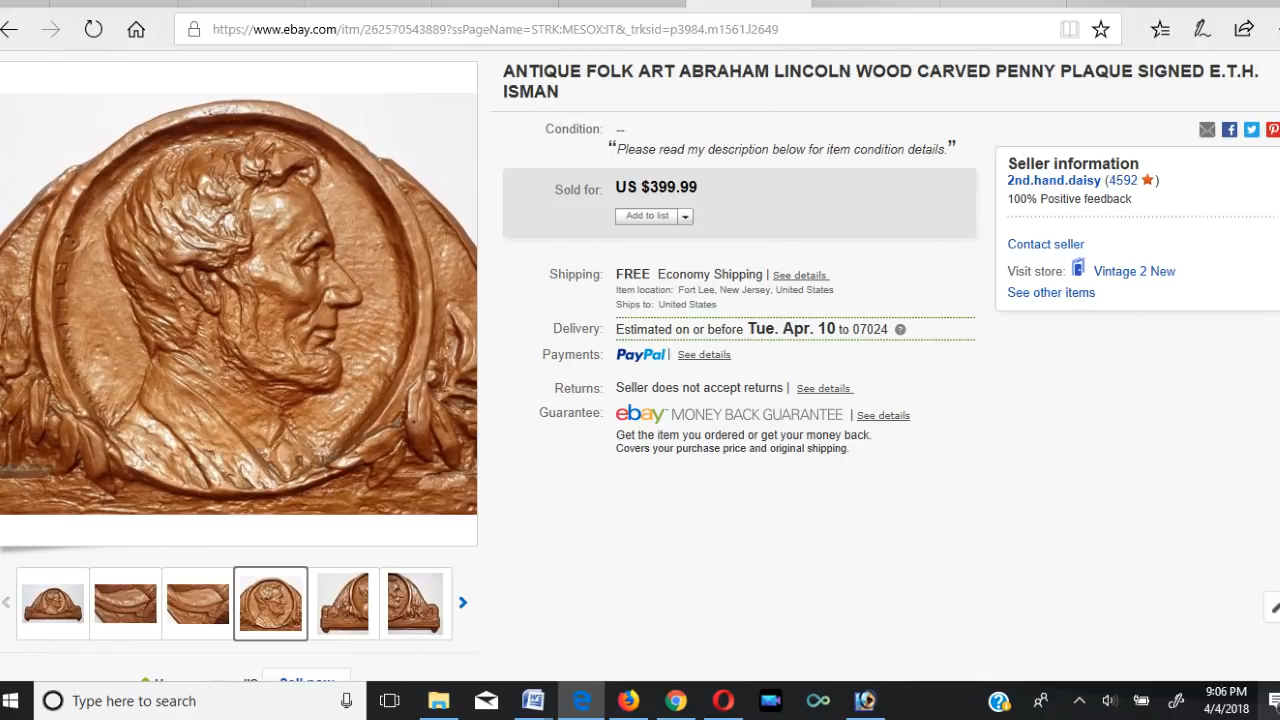 https://www.ebay.com/itm/262570543889?ssPageName=STRK:MESOX:IT&_trksid=p3984.m1561.l2649
ANTIQUE FOLK ART ABRAHAM LINCOLN WOOD CARVED PENNY PLAQUE SIGNED E.T.H.
ISMAN
Condition: --
“Please read my description below for item condition details.”
Sold for: US $399.99
Add to list
Shipping: FREE Economy Shipping | See details
Item location: Fort Lee, New Jersey, United States
Ships to: United States
Delivery: Estimated on or before Tue. Apr. 10 to 07024 ?
Payments: PayPal | See details
Returns: Seller does not accept returns | See details
Guarantee: ebay MONEY BACK GUARANTEE | See details
Get the item you ordered or get your money back.
Covers your purchase price and original shipping.
Seller information
2nd.hand.daisy (4592 ★)
100% Positive feedback
Contact seller
Visit store: Vintage 2 New
See other items
Type here to search
9:06 PM
4/4/2018